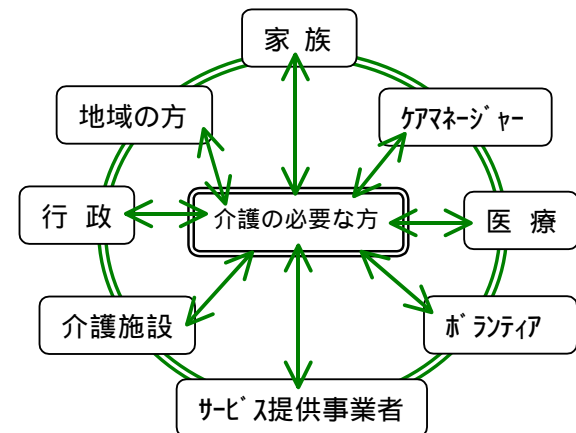 家 族
地域の方
ｹｱﾏﾈｰｼﾞｬｰ
行 政
介護の必要な方
医 療
介護施設
ﾎﾞﾗﾝﾃｨｱ
ｻｰﾋﾞｽ提供事業者